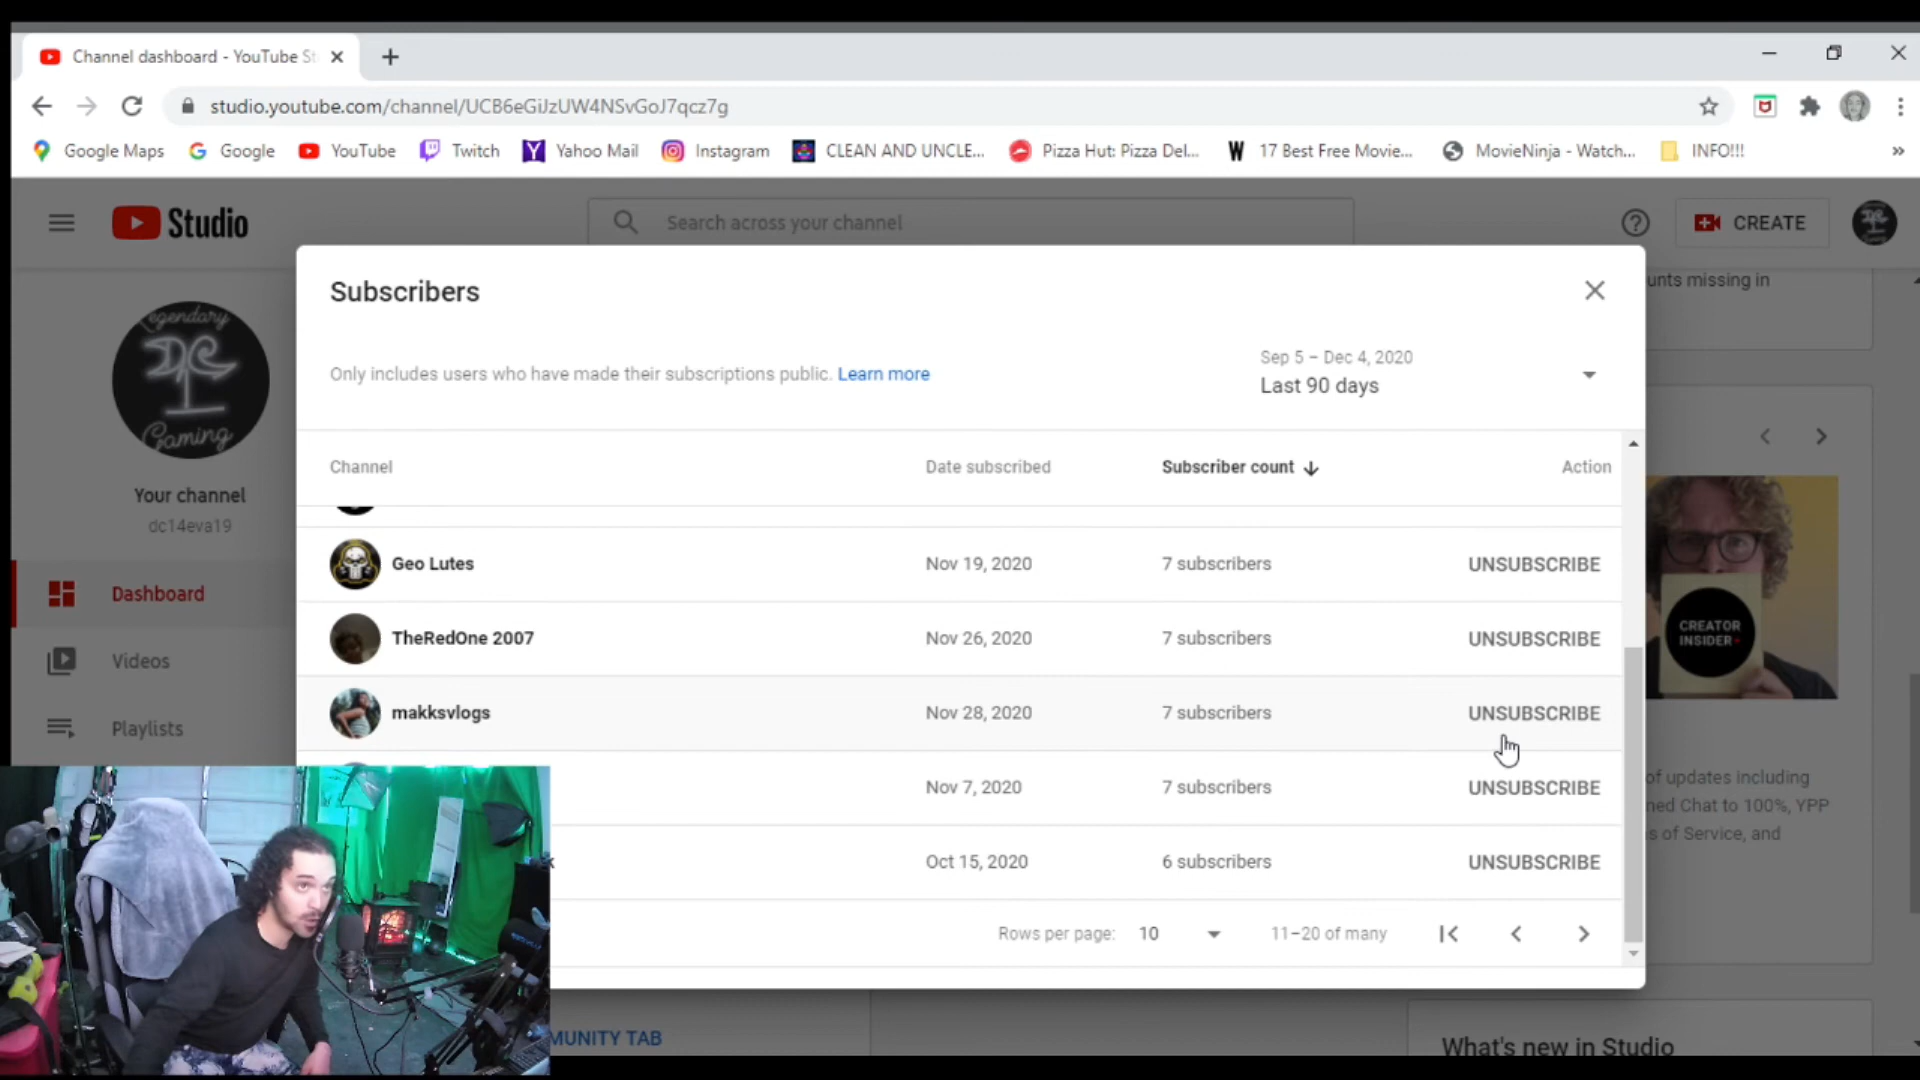 Channel dashboard - YouTube St
studio.youtube.com/channel/UCB6eGiJzUW4NSvGoJ7qcz7g
Google Maps Google YouTube Twitch Yahoo Mail Instagram CLEAN AND UNCLE... Pizza Hut: Pizza Del... 17 Best Free Movie... MovieNinja - Watch... INFO!!! »
Studio Search across your channel CREATE
Legendary
DC
Gaming
Your channel
dc14eva19
Dashboard
Videos
Playlists
Subscribers
Only includes users who have made their subscriptions public. Learn more
Sep 5 – Dec 4, 2020
Last 90 days
Channel Date subscribed Subscriber count Action
Geo Lutes Nov 19, 2020 7 subscribers UNSUBSCRIBE
TheRedOne 2007 Nov 26, 2020 7 subscribers UNSUBSCRIBE
makksvlogs Nov 28, 2020 7 subscribers UNSUBSCRIBE
Nov 7, 2020 7 subscribers UNSUBSCRIBE
k Oct 15, 2020 6 subscribers UNSUBSCRIBE
Rows per page: 10 11–20 of many
unts missing in
CREATOR
INSIDER
of updates including
ned Chat to 100%, YPP
s of Service, and
MUNITY TAB
What's new in Studio